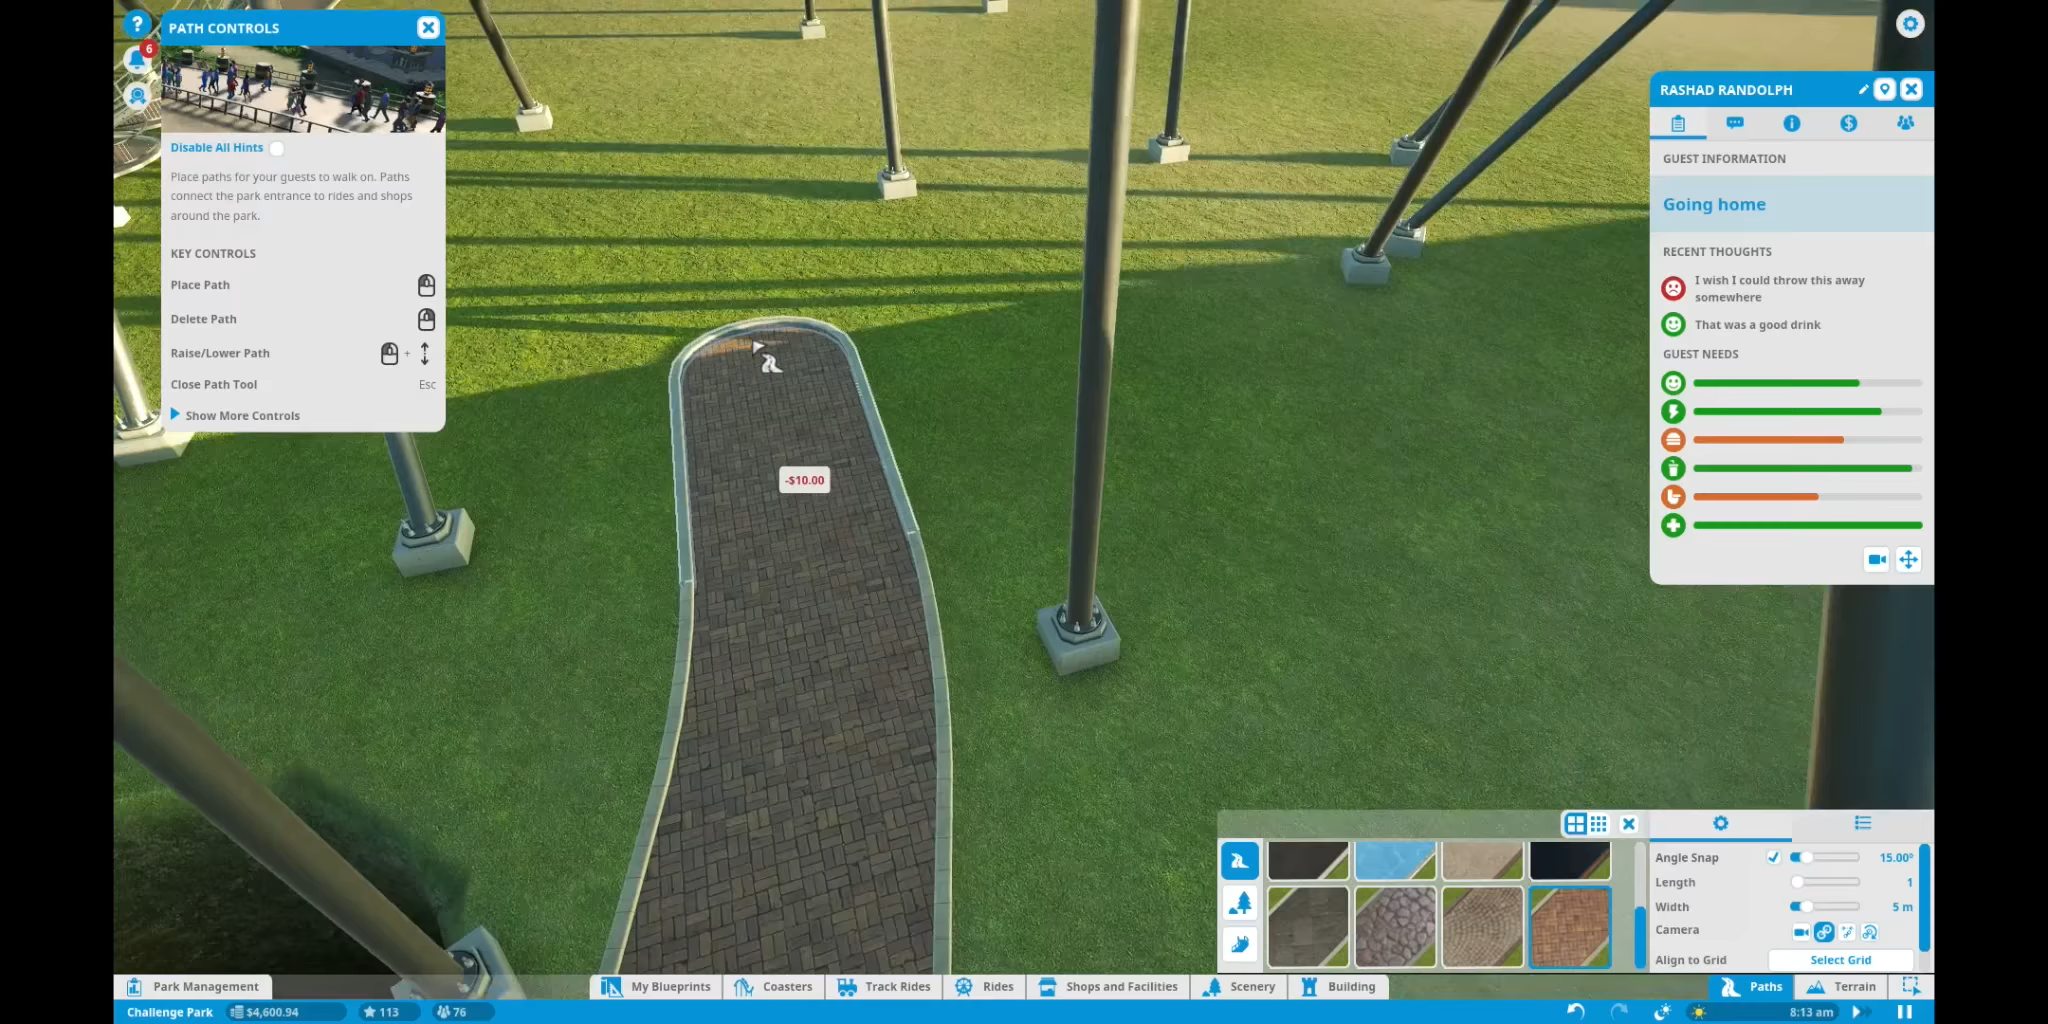 ?
PATH CONTROLS
6
Disable All Hints
Place paths for your guests to walk on. Paths
connect the park entrance to rides and shops
around the park.
KEY CONTROLS
Place Path
Delete Path
Raise/Lower Path +
Close Path Tool Esc
Show More Controls
-$10.00
RASHAD RANDOLPH
GUEST INFORMATION
Going home
RECENT THOUGHTS
I wish I could throw this away
somewhere
That was a good drink
GUEST NEEDS
Angle Snap 15.00°
Length 1
Width 5 m
Camera
Align to Grid Select Grid
Park Management My Blueprints Coasters Track Rides Rides Shops and Facilities Scenery Building Paths Terrain
Challenge Park $4,600.94 113 76 8:13 am